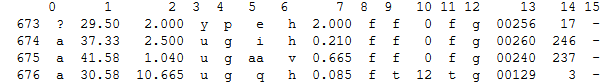 0 1 2 3 4 5 6 7 8 9 10 11 12 13 14 15
673 ? 29.50 2.000 y p e h 2.000 f f 0 f g 00256 17 -
674 a 37.33 2.500 u g i h 0.210 f f 0 f g 00260 246 -
675 a 41.58 1.040 u g aa v 0.665 f f 0 f g 00240 237 -
676 a 30.58 10.665 u g q h 0.085 f t 12 t g 00129 3 -